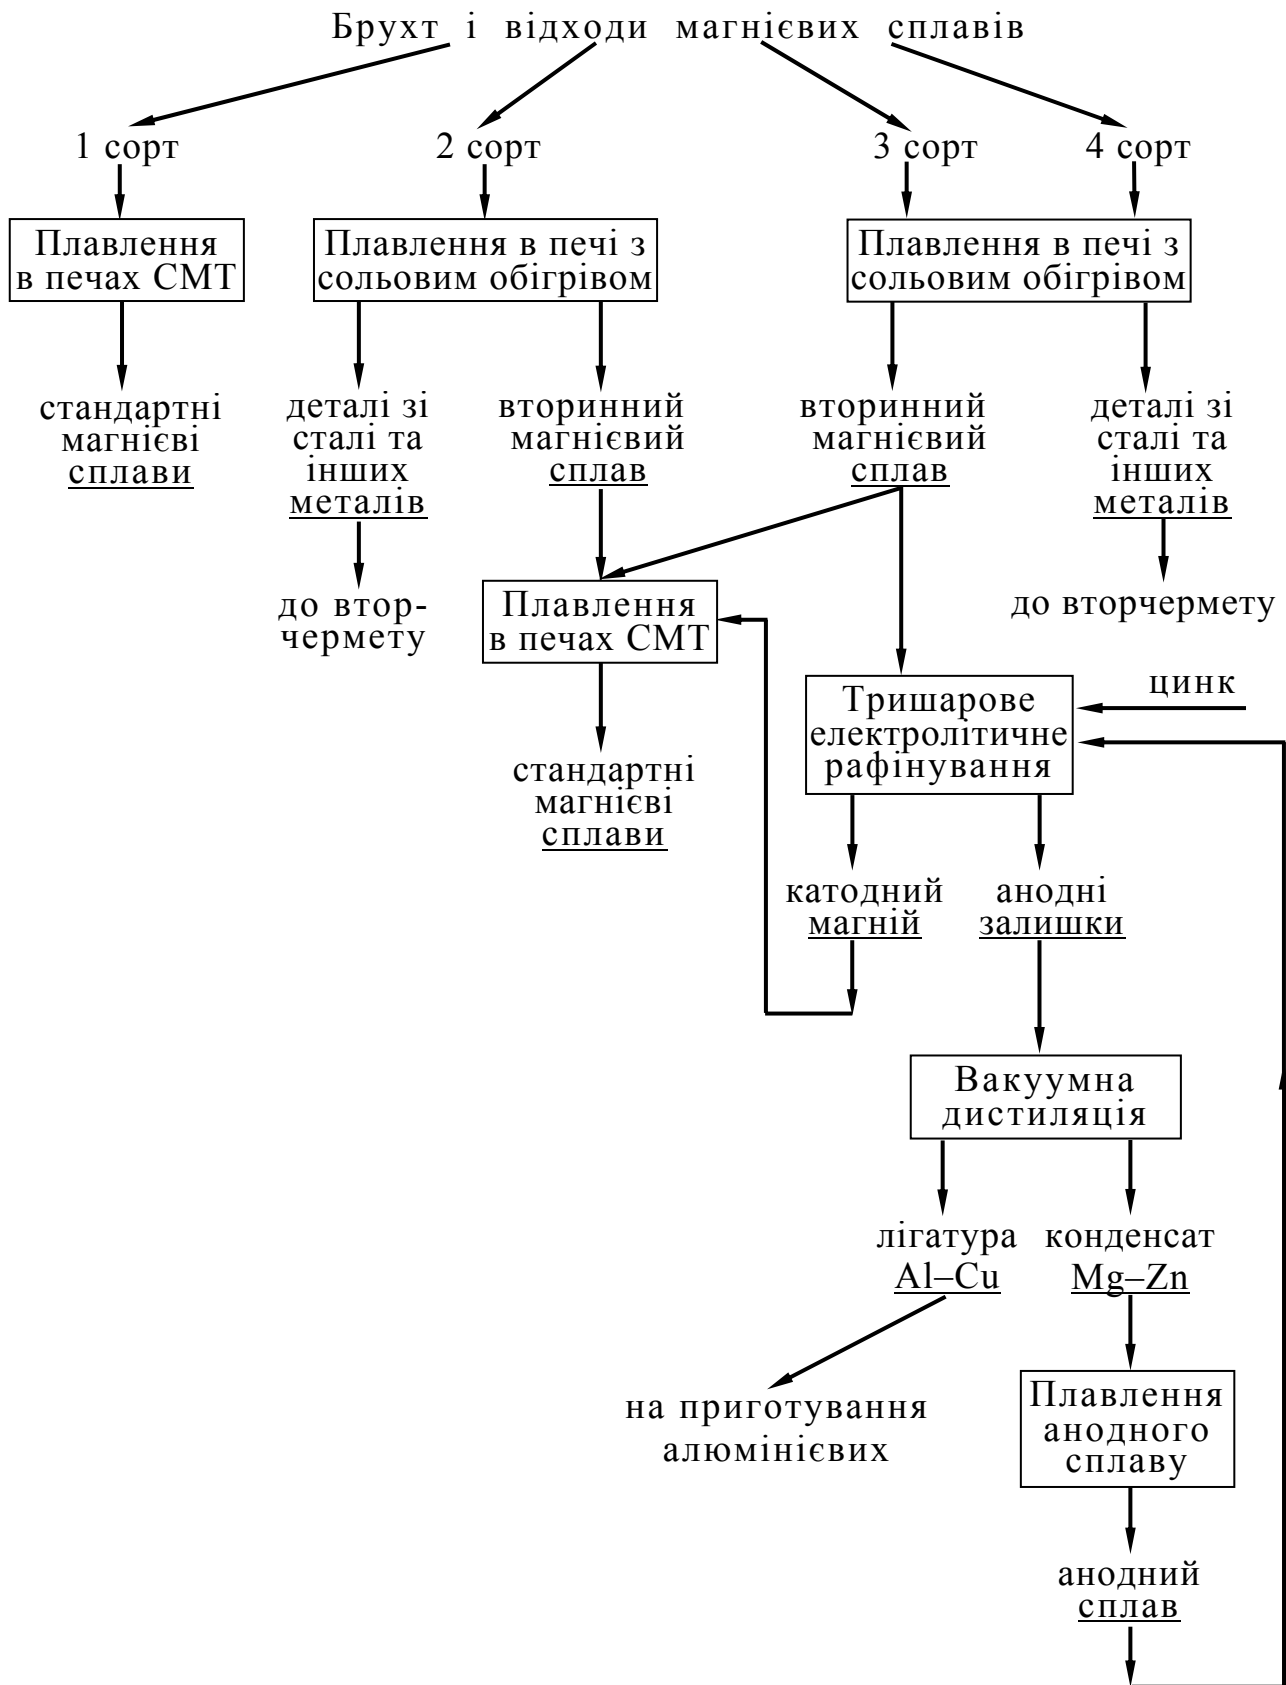 Брухт і відходи магнієвих сплавів
1 сорт
2 сорт
3 сорт
4 сорт
Плавлення
в печах СМТ
Плавлення в печі з
сольовим обігрівом
Плавлення в печі з
сольовим обігрівом
стандартні
магнієві
сплави
деталі зі
сталі та
інших
металів
вторинний
магнієвий
сплав
вторинний
магнієвий
сплав
деталі зі
сталі та
інших
металів
до втор-
чермету
Плавлення
в печах СМТ
до вторчермету
цинк
Тришарове
електролітичне
рафінування
стандартні
магнієві
сплави
катодний
магній
анодні
залишки
Вакуумна
дистиляція
лігатура
Al–Cu
конденсат
Mg–Zn
на приготування
алюмінієвих
Плавлення
анодного
сплаву
анодний
сплав